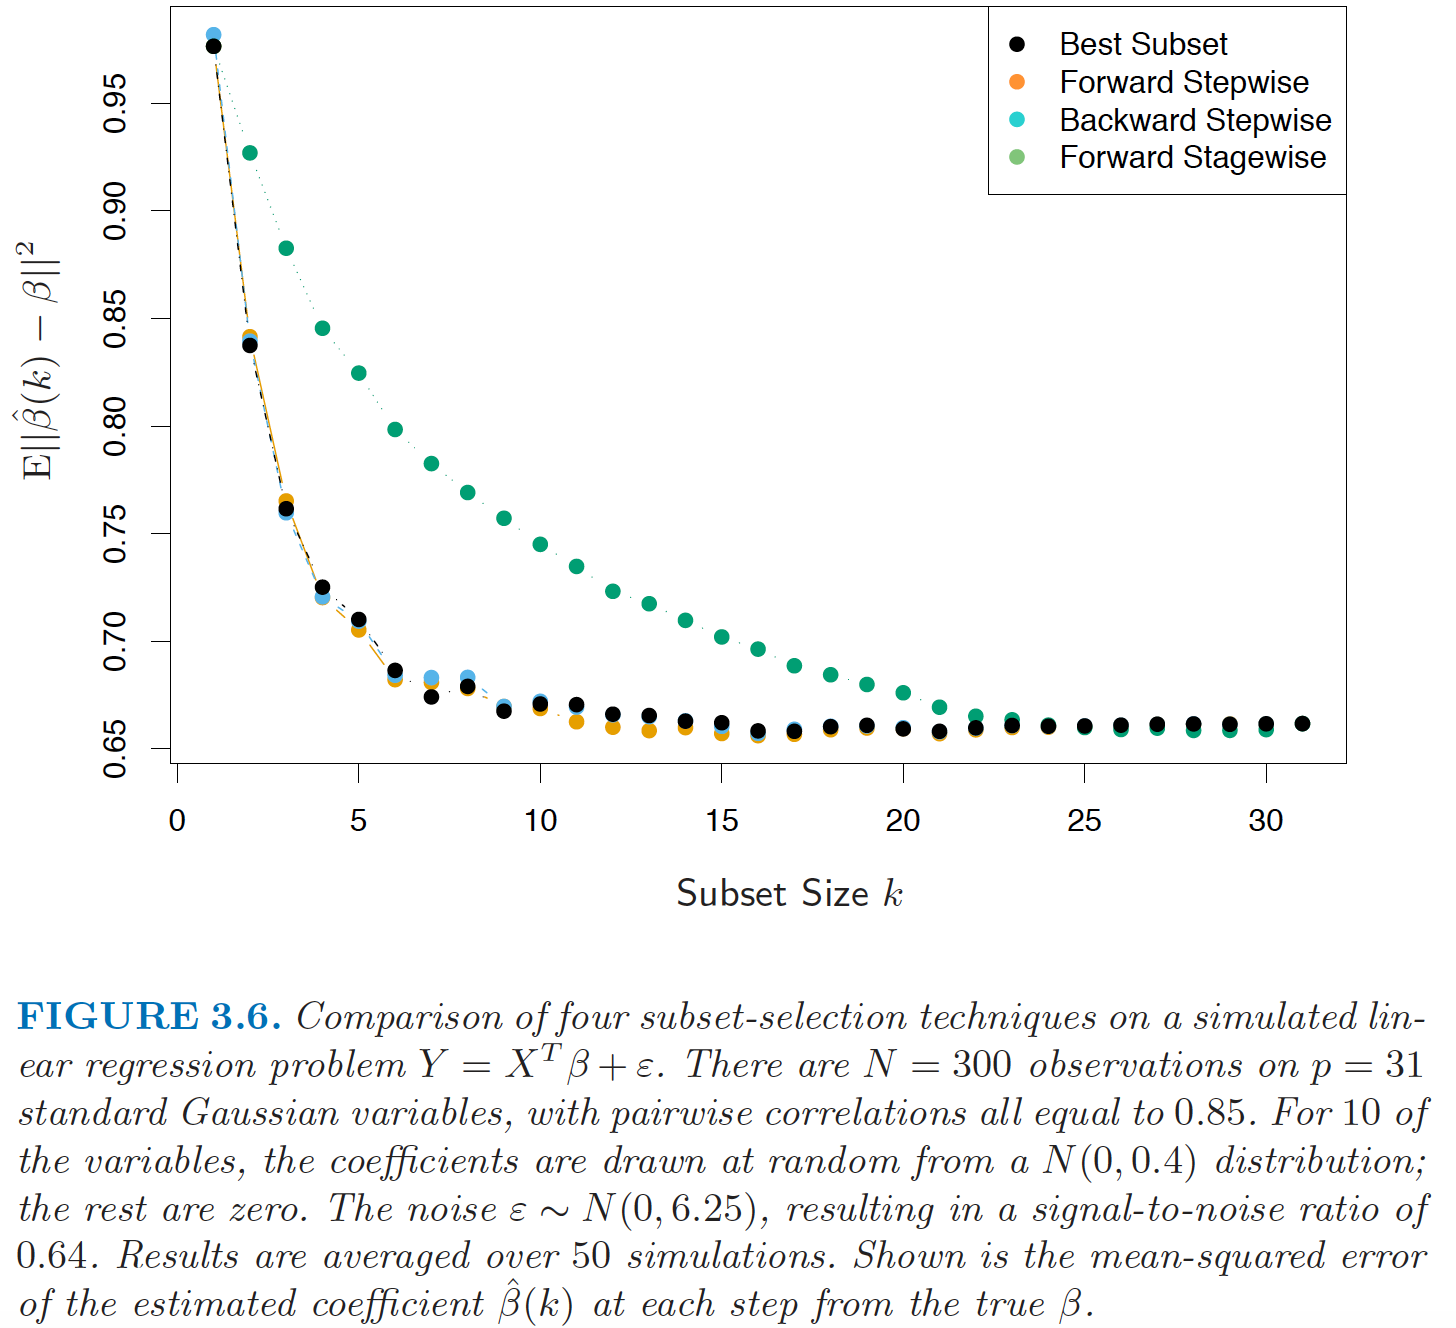 Best Subset
Forward Stepwise
Backward Stepwise
Forward Stagewise
E||β̂(k) − β||²
0.95
0.90
0.85
0.80
0.75
0.70
0.65
0 5 10 15 20 25 30
Subset Size k
FIGURE 3.6. Comparison of four subset-selection techniques on a simulated lin-
ear regression problem Y = Xᵀβ + ε. There are N = 300 observations on p = 31
standard Gaussian variables, with pairwise correlations all equal to 0.85. For 10 of
the variables, the coefficients are drawn at random from a N(0, 0.4) distribution;
the rest are zero. The noise ε ∼ N(0, 6.25), resulting in a signal-to-noise ratio of
0.64. Results are averaged over 50 simulations. Shown is the mean-squared error
of the estimated coefficient β̂(k) at each step from the true β.